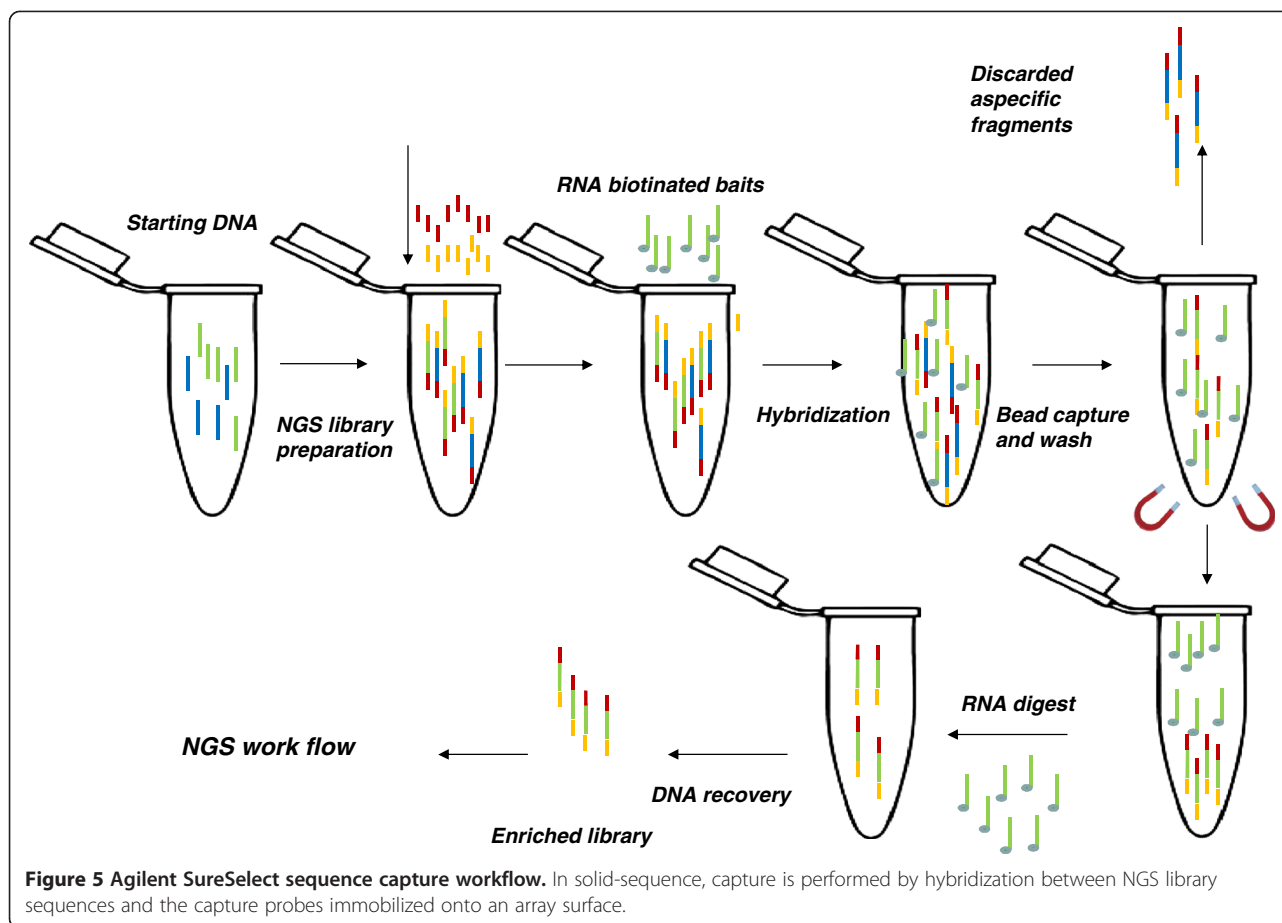 Discarded
aspecific
fragments
RNA biotinated baits
Starting DNA
NGS library
preparation
Hybridization
Bead capture
and wash
RNA digest
NGS work flow
DNA recovery
Enriched library
Figure 5 Agilent SureSelect sequence capture workflow. In solid-sequence, capture is performed by hybridization between NGS library
sequences and the capture probes immobilized onto an array surface.